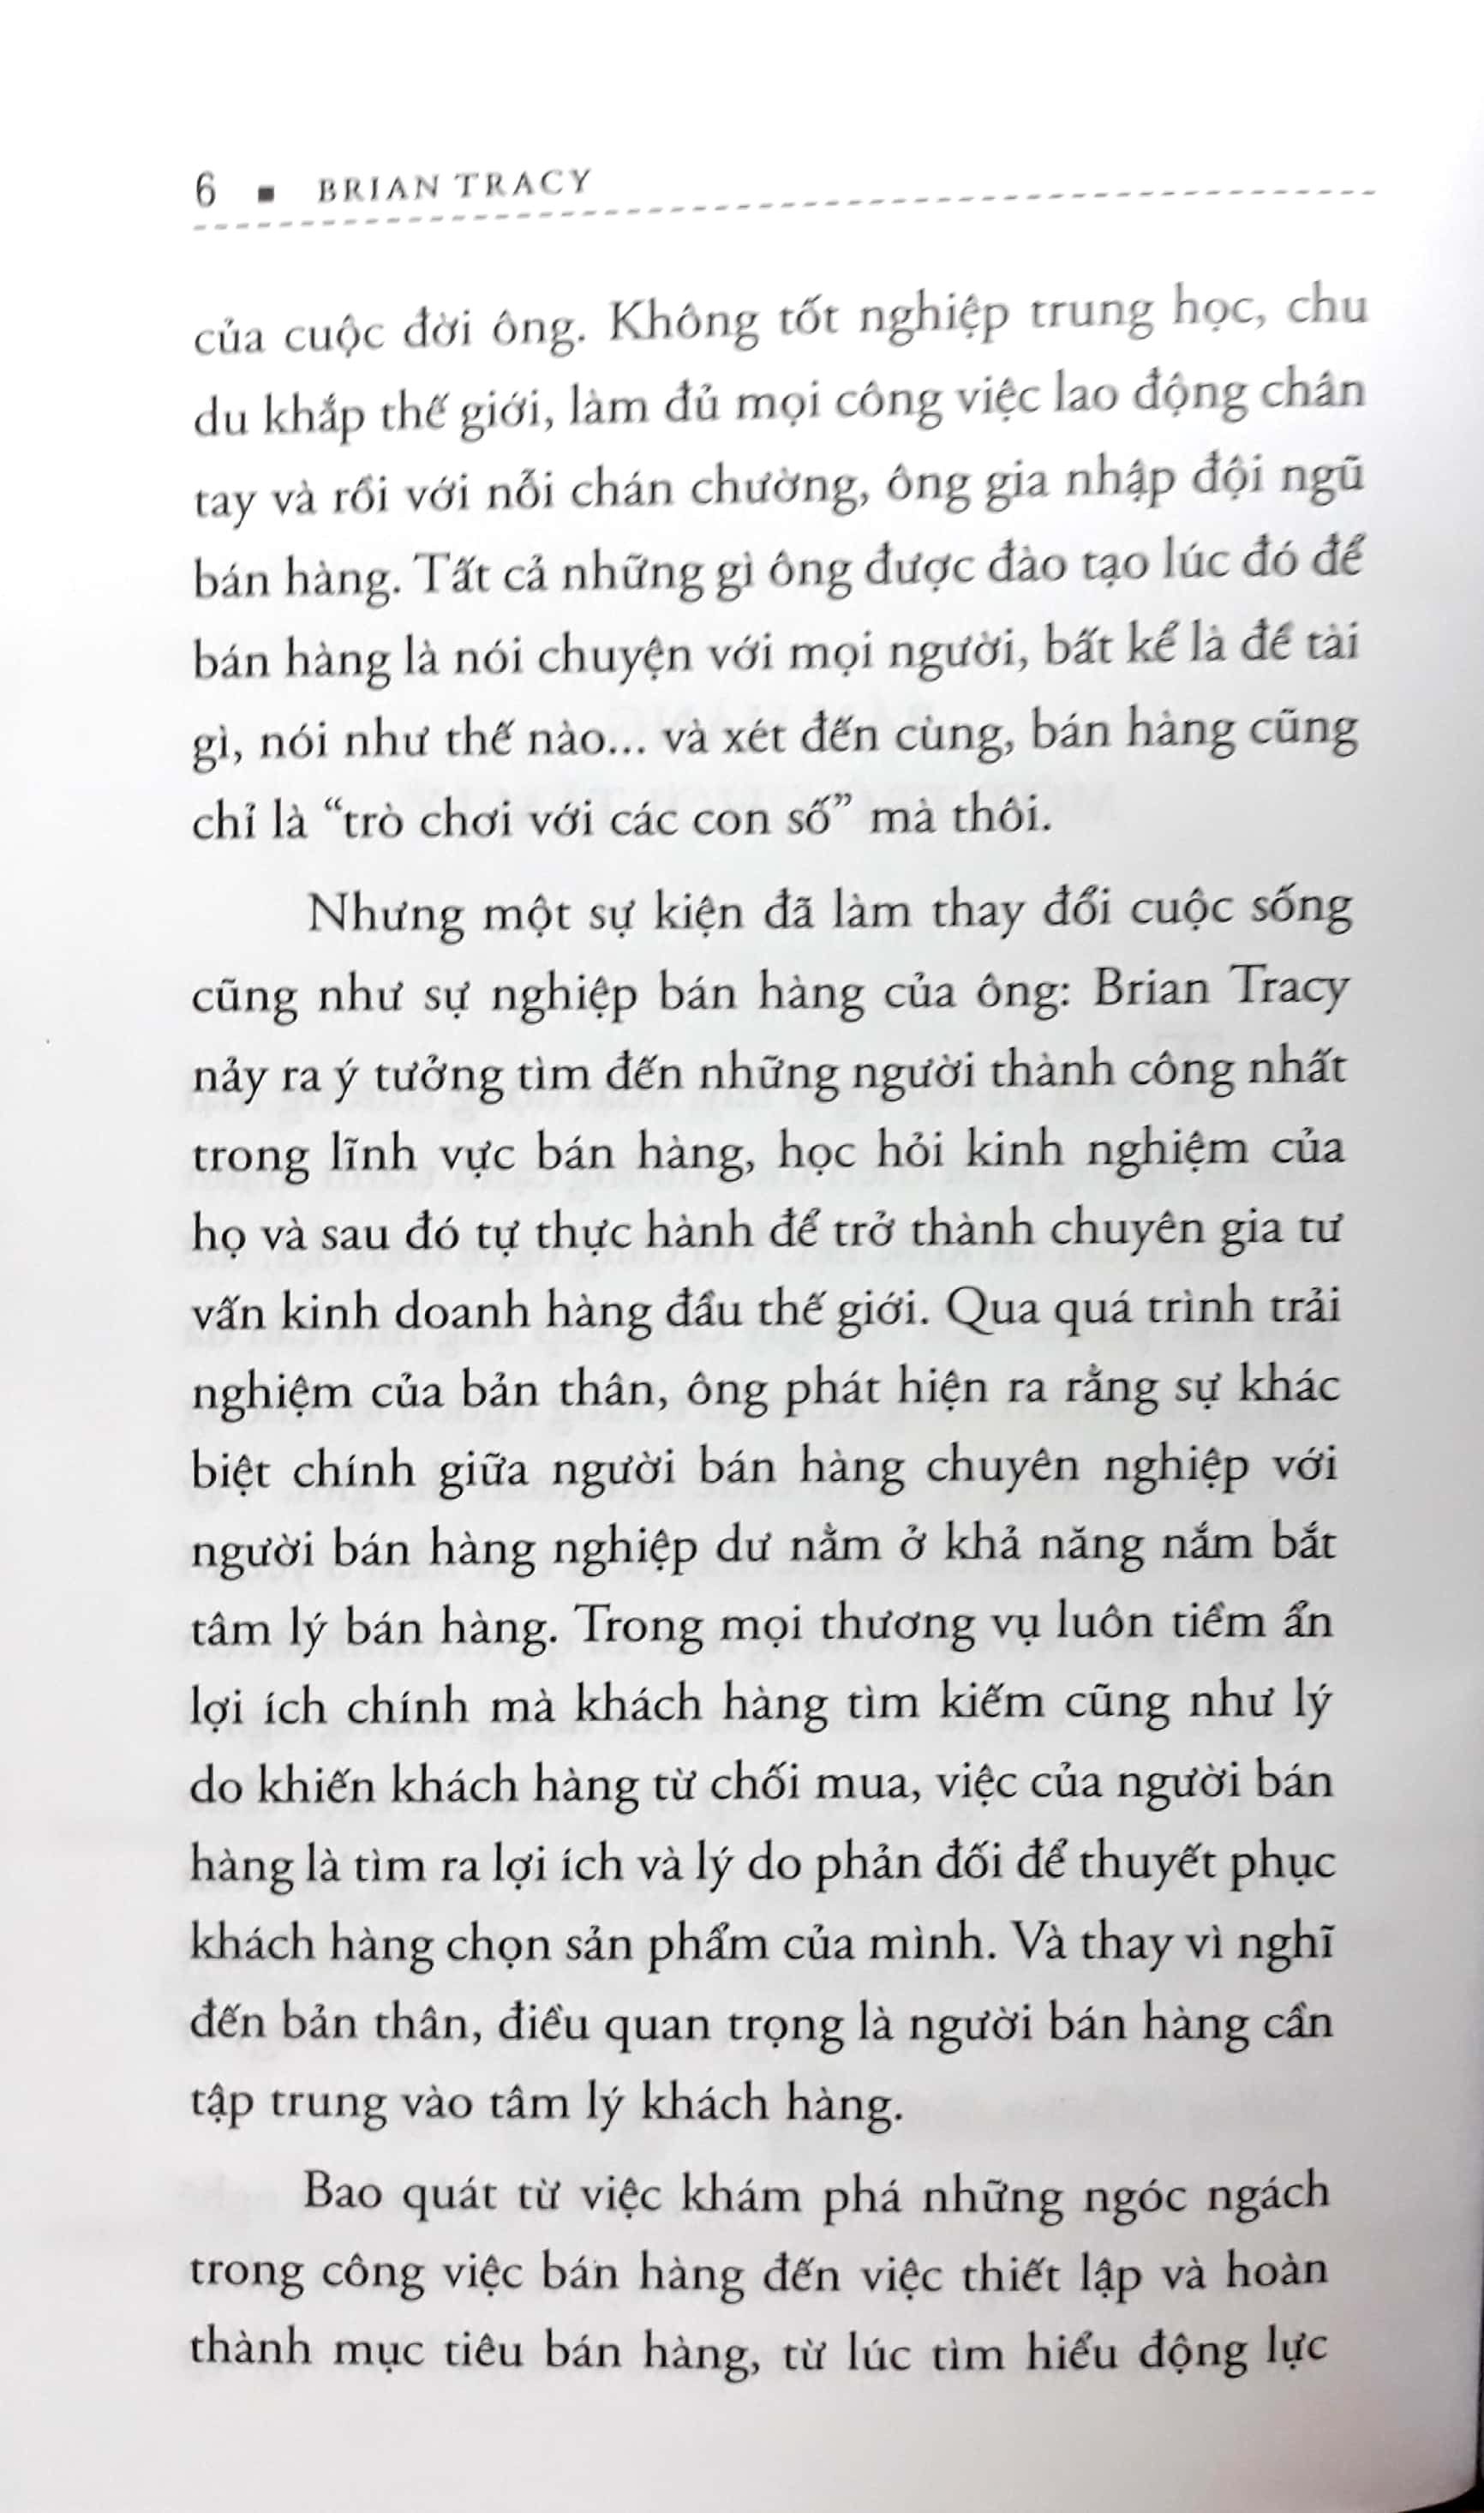 6 ▪ BRIAN TRACY
của cuộc đời ông. Không tốt nghiệp trung học, chu
du khắp thế giới, làm đủ mọi công việc lao động chân
tay và rồi với nỗi chán chường, ông gia nhập đội ngũ
bán hàng. Tất cả những gì ông được đào tạo lúc đó để
bán hàng là nói chuyện với mọi người, bất kể là đề tài
gì, nói như thế nào... và xét đến cùng, bán hàng cũng
chỉ là “trò chơi với các con số” mà thôi.
Nhưng một sự kiện đã làm thay đổi cuộc sống
cũng như sự nghiệp bán hàng của ông: Brian Tracy
nảy ra ý tưởng tìm đến những người thành công nhất
trong lĩnh vực bán hàng, học hỏi kinh nghiệm của
họ và sau đó tự thực hành để trở thành chuyên gia tư
vấn kinh doanh hàng đầu thế giới. Qua quá trình trải
nghiệm của bản thân, ông phát hiện ra rằng sự khác
biệt chính giữa người bán hàng chuyên nghiệp với
người bán hàng nghiệp dư nằm ở khả năng nắm bắt
tâm lý bán hàng. Trong mọi thương vụ luôn tiềm ẩn
lợi ích chính mà khách hàng tìm kiếm cũng như lý
do khiến khách hàng từ chối mua, việc của người bán
hàng là tìm ra lợi ích và lý do phản đối để thuyết phục
khách hàng chọn sản phẩm của mình. Và thay vì nghĩ
đến bản thân, điều quan trọng là người bán hàng cần
tập trung vào tâm lý khách hàng.
Bao quát từ việc khám phá những ngóc ngách
trong công việc bán hàng đến việc thiết lập và hoàn
thành mục tiêu bán hàng, từ lúc tìm hiểu động lực